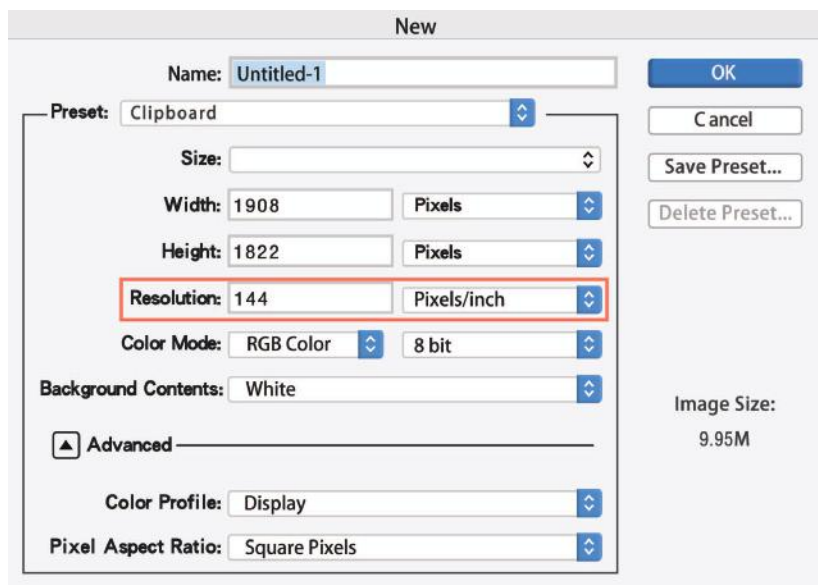 New
Name: Untitled-1
OK
Preset: Clipboard
Cancel
Size:
Save Preset...
Width: 1908 Pixels
Delete Preset...
Height: 1822 Pixels
Resolution: 144 Pixels/inch
Color Mode: RGB Color 8 bit
Background Contents: White
Image Size:
9.95M
Advanced
Color Profile: Display
Pixel Aspect Ratio: Square Pixels